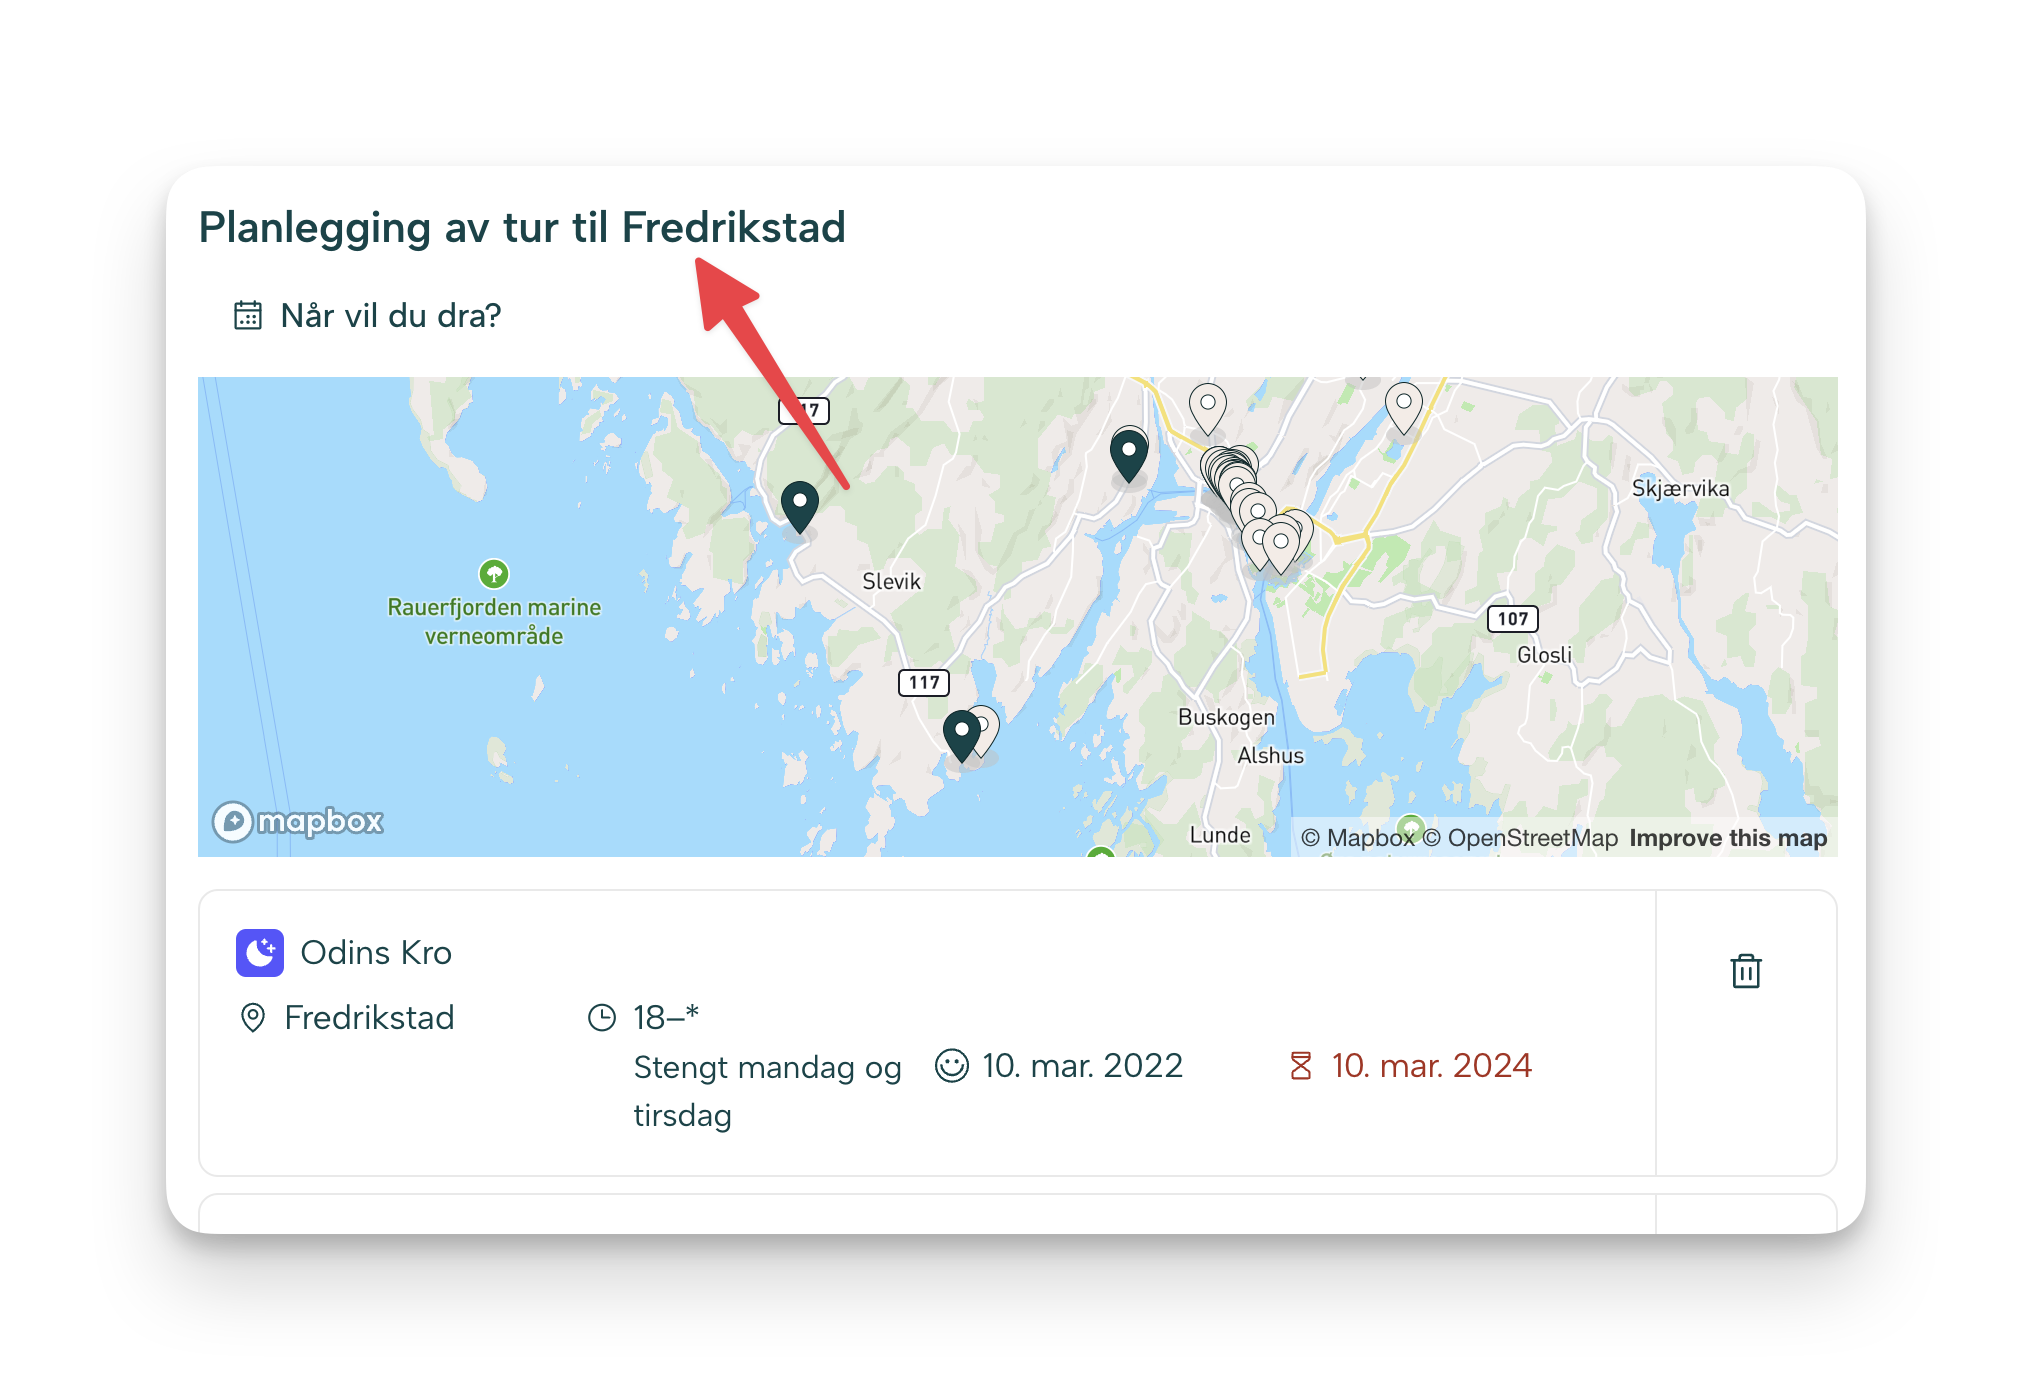 Planlegging av tur til Fredrikstad
Når vil du dra?
17
Skjærvika
Slevik
Rauerfjorden marine
verneområde
107
Glosli
117
Buskogen
Alshus
mapbox
Lunde
© Mapbox © OpenStreetMap Improve this map
Odins Kro
Fredrikstad
18–*
Stengt mandag og
tirsdag
10. mar. 2022
10. mar. 2024